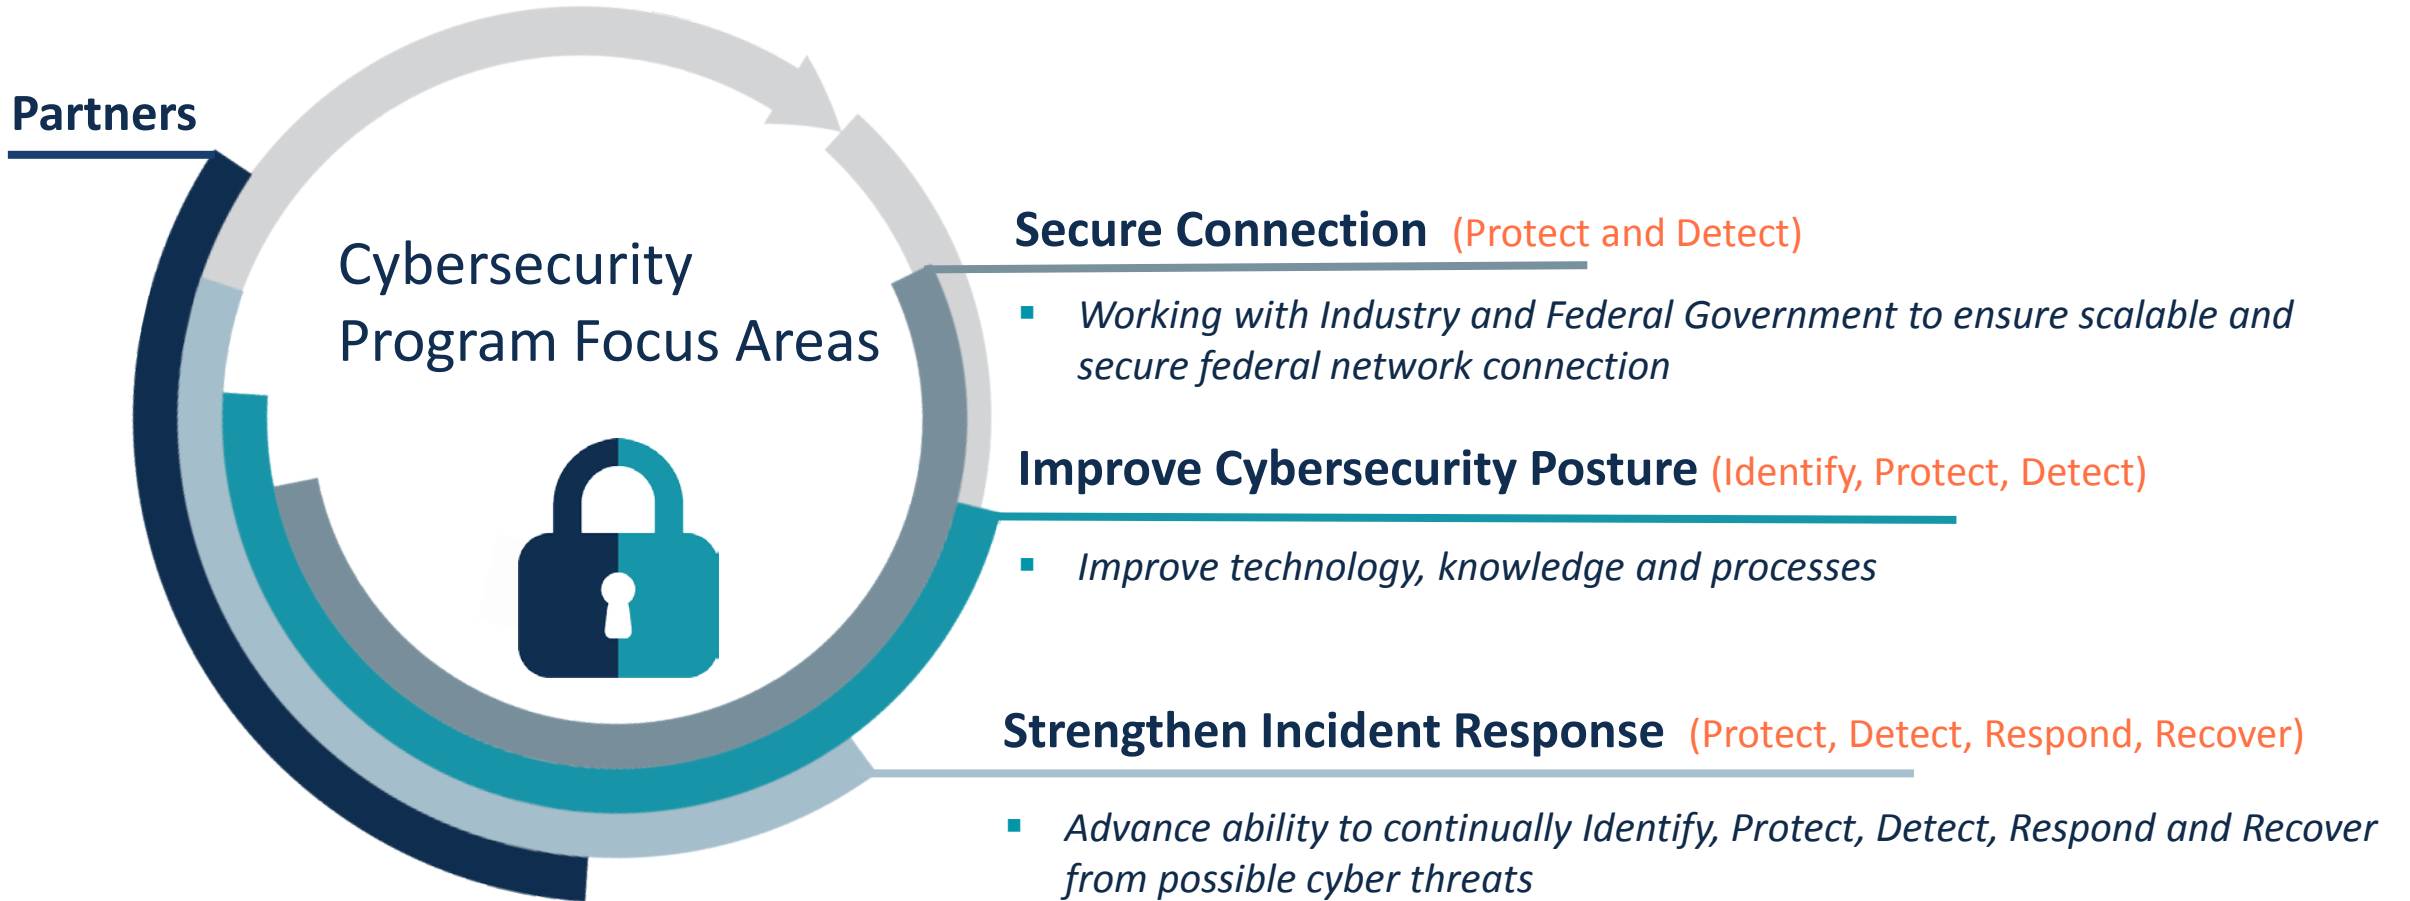 Partners
Cybersecurity
Program Focus Areas
Secure Connection (Protect and Detect)
▪ Working with Industry and Federal Government to ensure scalable and
secure federal network connection
Improve Cybersecurity Posture (Identify, Protect, Detect)
▪ Improve technology, knowledge and processes
Strengthen Incident Response (Protect, Detect, Respond, Recover)
▪ Advance ability to continually Identify, Protect, Detect, Respond and Recover
from possible cyber threats